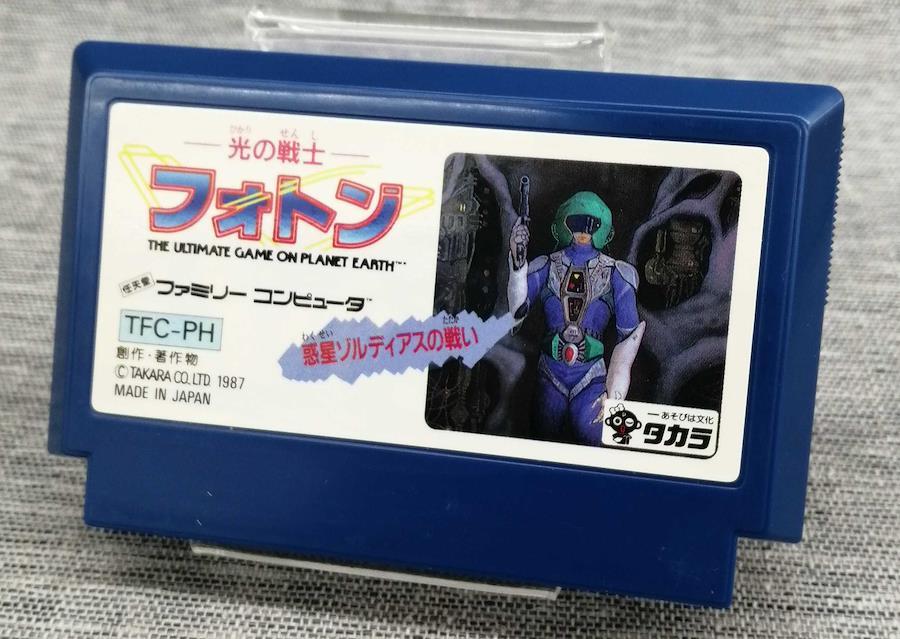 ひかり せんし
光の戦士
フォトン
THE ULTIMATE GAME ON PLANET EARTH™
任天堂 ファミリー コンピュータ™
TFC-PH
創作・著作物
©TAKARA CO.,LTD. 1987
MADE IN JAPAN
わくせい たたか
惑星ソルディアスの戦い
あそびは文化
タカラ